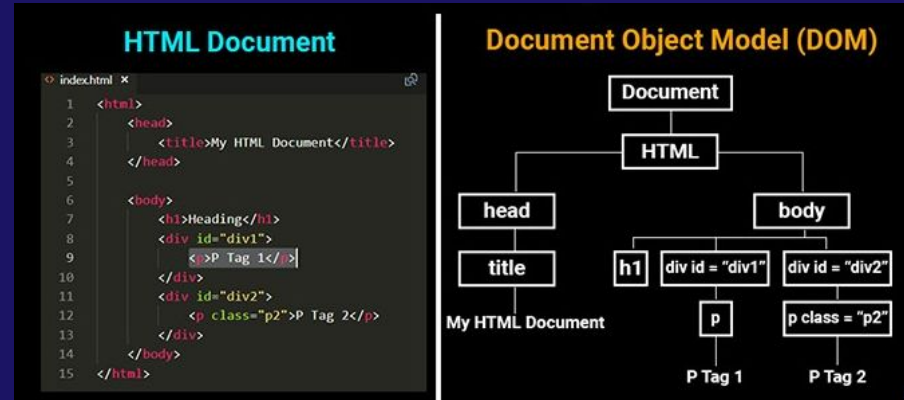 HTML Document
index.html ×
1 <html>
2 <head>
3 <title>My HTML Document</title>
4 </head>
5
6 <body>
7 <h1>Heading</h1>
8 <div id="div1">
9 <p>P Tag 1</p>
10 </div>
11 <div id="div2">
12 <p class="p2">P Tag 2</p>
13 </div>
14 </body>
15 </html>
Document Object Model (DOM)
Document
HTML
head body
title h1 div id = "div1" div id = "div2"
My HTML Document p p class = "p2"
P Tag 1 P Tag 2